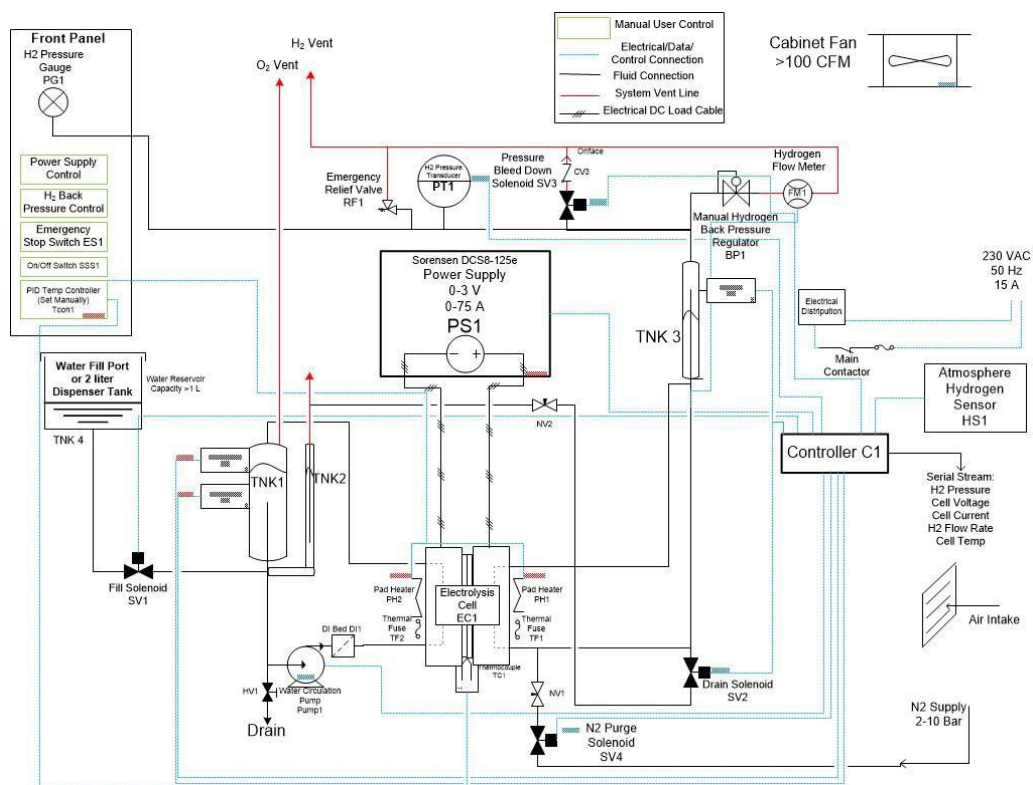 Front Panel
H2 Pressure
Gauge
PG1
Power Supply
Control
H2 Back
Pressure Control
Emergency
Stop Switch ES1
On/Off Switch SSS1
PID Temp Controller
(Set Manually)
Tcon1
H2 Vent
O2 Vent
Manual User Control
Electrical/Data/
Control Connection
Fluid Connection
System Vent Line
Electrical DC Load Cable
Cabinet Fan
>100 CFM
Emergency
Relief Valve
RF1
H2 Pressure
Transducer
PT1
Pressure
Bleed Down
Solenoid SV3
Oriface
CV3
Hydrogen
Flow Meter
FM1
Manual Hydrogen
Back Pressure
Regulator
BP1
Sorensen DCS8-125e
Power Supply
0-3 V
0-75 A
PS1
TNK 3
230 VAC
50 Hz
15 A
Electrical
Distripution
Main
Contactor
Atmosphere
Hydrogen
Sensor
HS1
Water Fill Port
or 2 liter
Dispenser Tank
Water Reservoir
Capacity >1 L
TNK 4
NV2
TNK1
TNK2
Controller C1
Serial Stream:
H2 Pressure
Cell Voltage
Cell Current
H2 Flow Rate
Cell Temp
Fill Solenoid
SV1
Pad Heater
PH2
Electrolysis
Cell
EC1
Pad Heater
PH1
Thermal
Fuse
TF2
Thermal
Fuse
TF1
Thermocouple
TC1
DI Bed DI1
HV1
Water Circulation
Pump
Pump1
Drain
NV1
Drain Solenoid
SV2
N2 Purge
Solenoid
SV4
Air Intake
N2 Supply
2-10 Bar